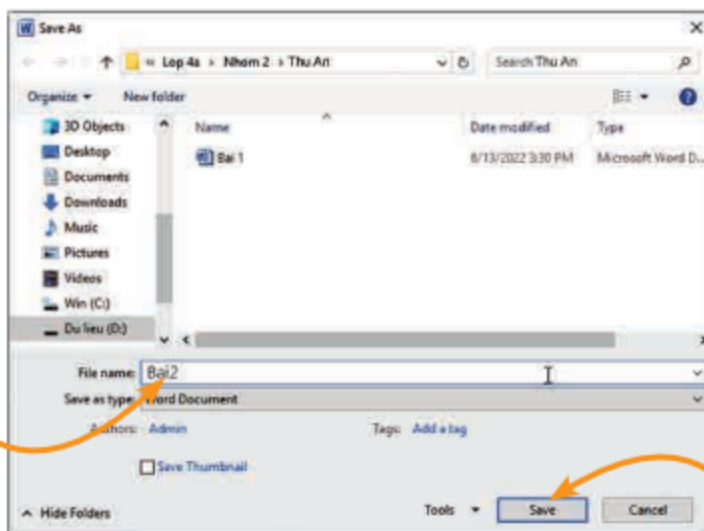 Save As
« Lop 4a › Nhom 2 › Thu An
Search Thu An
Organize
New folder
Name
Date modified
Type
3D Objects
Desktop
Documents
Downloads
Music
Pictures
Videos
Win (C:)
Du lieu (D:)
Bai 1
8/13/2022 3:30 PM
Microsoft Word D...
File name: Bai2
Save as type: Word Document
Authors: Admin
Tags: Add a tag
Save Thumbnail
Hide Folders
Tools
Save
Cancel